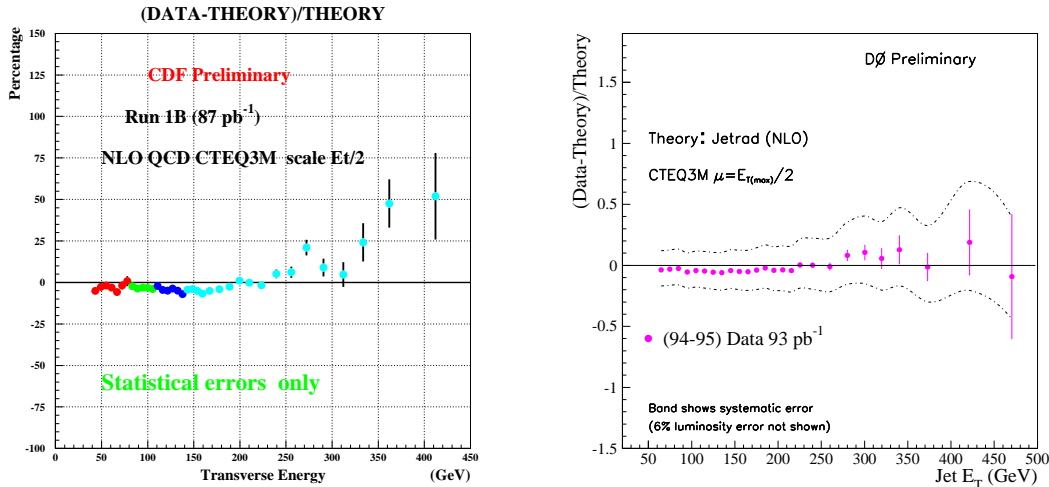 (DATA-THEORY)/THEORY
Percentage
150
125
100
75
50
25
0
-25
-50
-75
-100
CDF Preliminary
Run 1B (87 pb-1)
NLO QCD CTEQ3M scale Et/2
Statistical errors only
0 50 100 150 200 250 300 350 400 450
Transverse Energy (GeV)
(Data-Theory)/Theory
1.5
1
0.5
0
-0.5
-1
-1.5
DØ Preliminary
Theory: Jetrad (NLO)
CTEQ3M μ=ET(max)/2
(94-95) Data 93 pb-1
Band shows systematic error
(6% luminosity error not shown)
50 100 150 200 250 300 350 400 450 500
Jet ET (GeV)